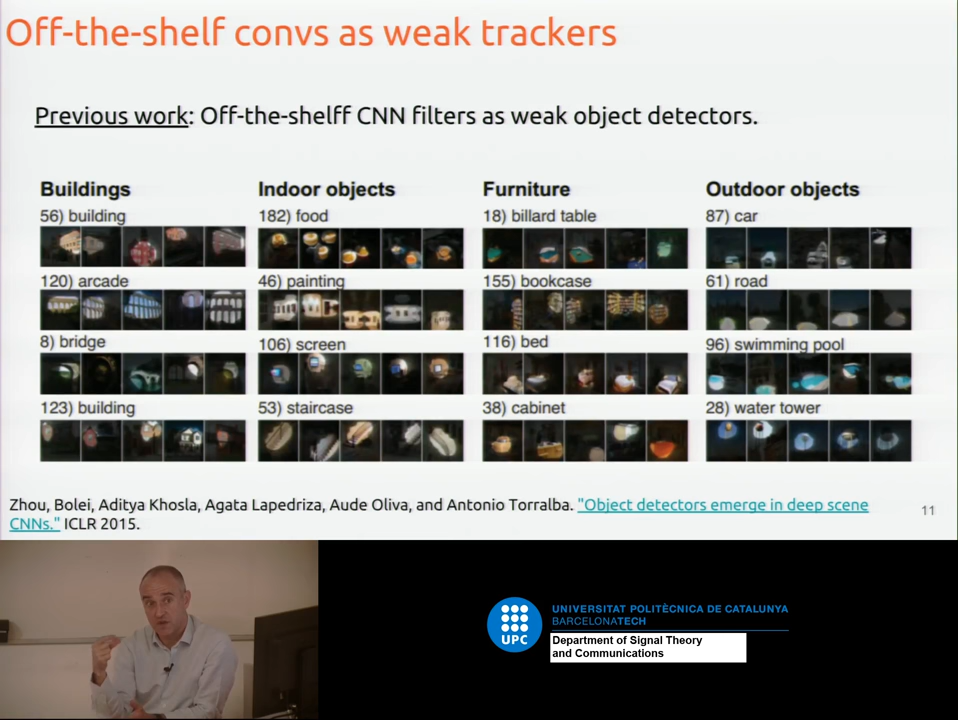 Off-the-shelf convs as weak trackers
Previous work: Off-the-shelff CNN filters as weak object detectors.
Buildings
56) building
120) arcade
8) bridge
123) building
Indoor objects
182) food
46) painting
106) screen
53) staircase
Furniture
18) billard table
155) bookcase
116) bed
38) cabinet
Outdoor objects
87) car
61) road
96) swimming pool
28) water tower
Zhou, Bolei, Aditya Khosla, Agata Lapedriza, Aude Oliva, and Antonio Torralba. "Object detectors emerge in deep scene
CNNs." ICLR 2015.
11
UPC
UNIVERSITAT POLITÈCNICA DE CATALUNYA
BARCELONATECH
Department of Signal Theory
and Communications